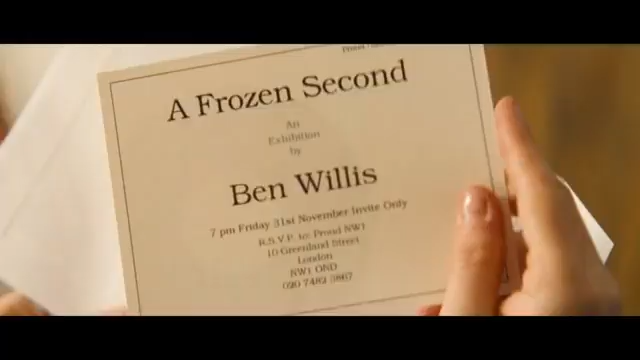 A Frozen Second
An
Exhibition
by
Ben Willis
7 pm Friday 31st November Invite Only
R.S.V.P to: Proud NW1
10 Greenland Street
London
NW1 OND
020 7482 3867